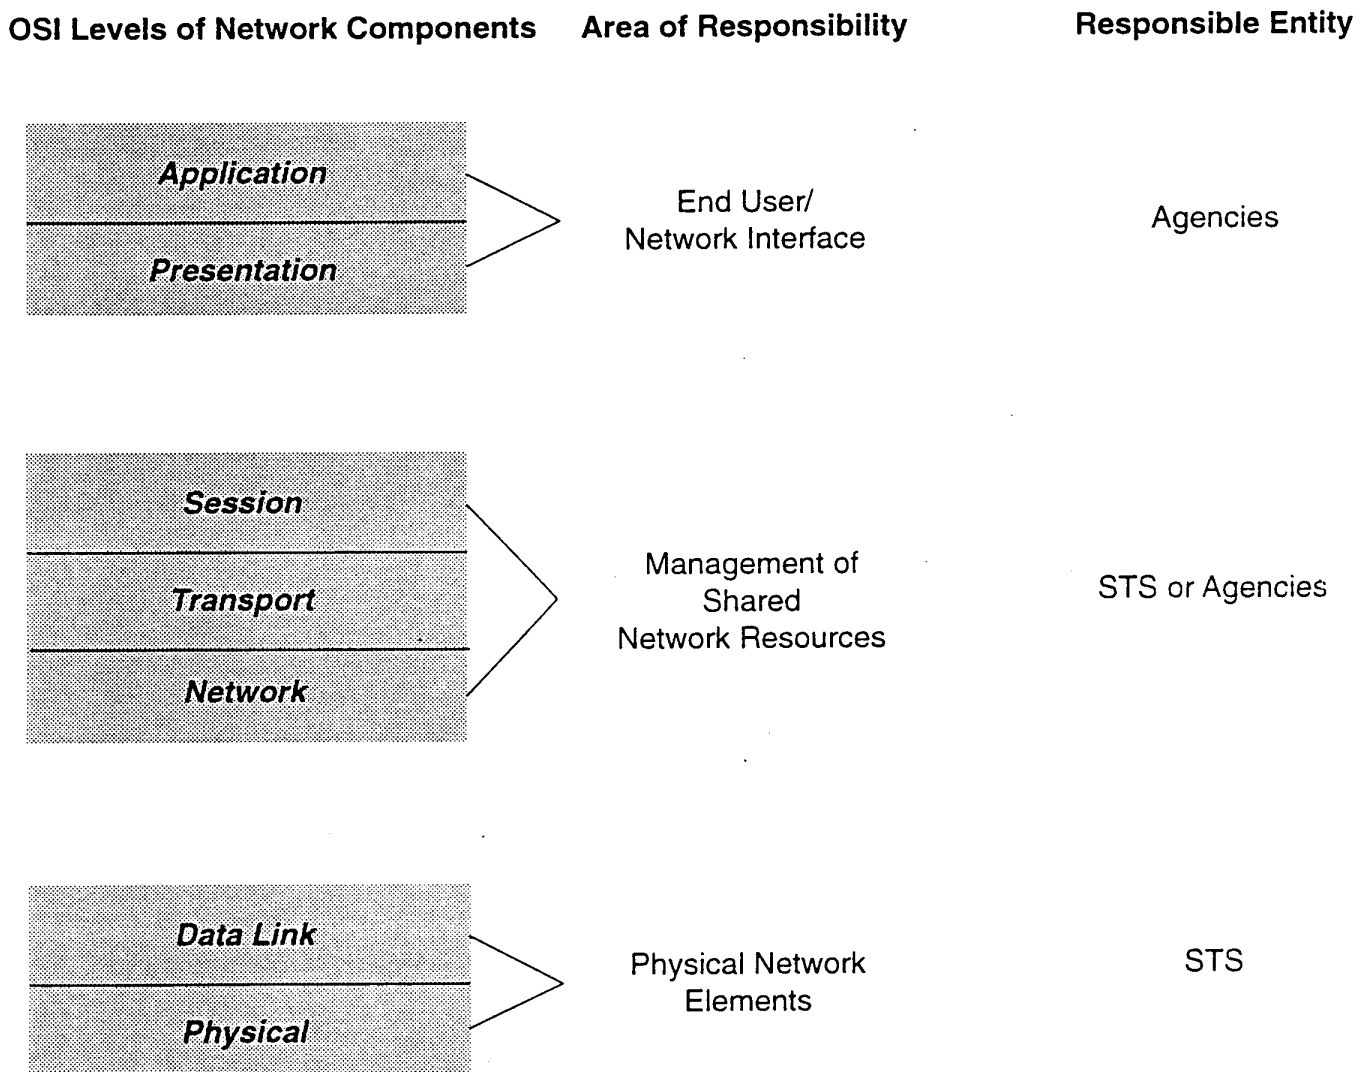 OSI Levels of Network Components
Area of Responsibility
Responsible Entity
Application
Presentation
End User/
Network Interface
Agencies
Session
Transport
Network
Management of
Shared
Network Resources
STS or Agencies
Data Link
Physical
Physical Network
Elements
STS